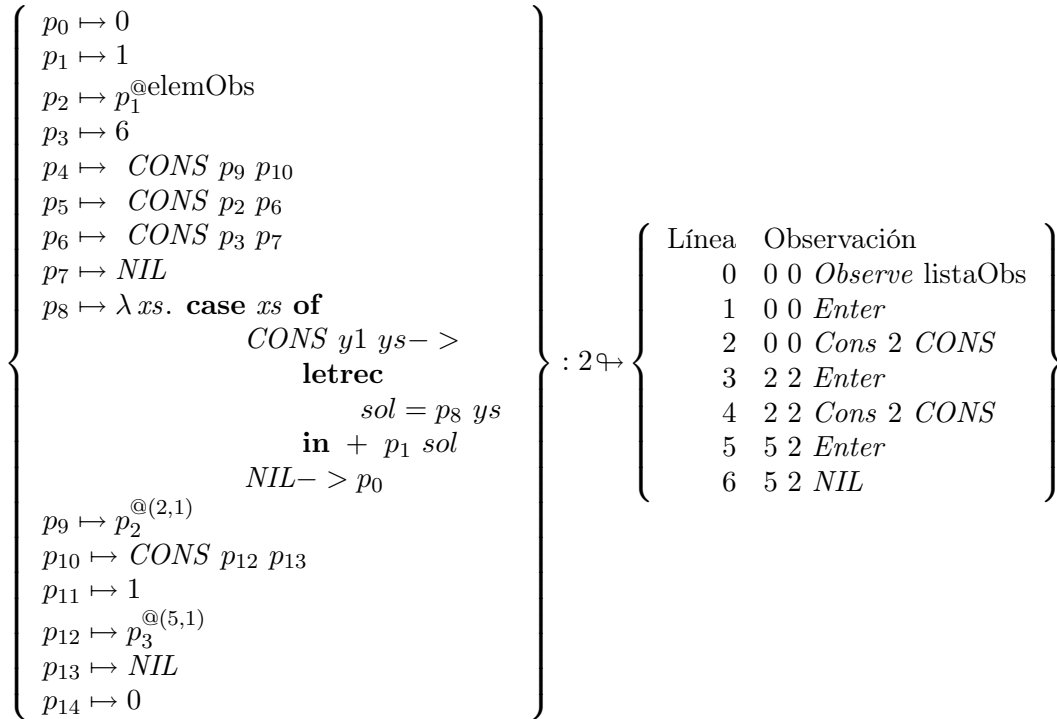 p₀ ↦ 0
p₁ ↦ 1
p₂ ↦ p₁^@elemObs
p₃ ↦ 6
p₄ ↦ CONS p₉ p₁₀
p₅ ↦ CONS p₂ p₆
p₆ ↦ CONS p₃ p₇
p₇ ↦ NIL
p₈ ↦ λ xs. case xs of
CONS y1 ys− >
letrec
sol = p₈ ys
in + p₁ sol
NIL− > p₀
p₉ ↦ p₂^@(2,1)
p₁₀ ↦ CONS p₁₂ p₁₃
p₁₁ ↦ 1
p₁₂ ↦ p₃^@(5,1)
p₁₃ ↦ NIL
p₁₄ ↦ 0
: 2
Línea Observación
0 0 0 Observe listaObs
1 0 0 Enter
2 0 0 Cons 2 CONS
3 2 2 Enter
4 2 2 Cons 2 CONS
5 5 2 Enter
6 5 2 NIL